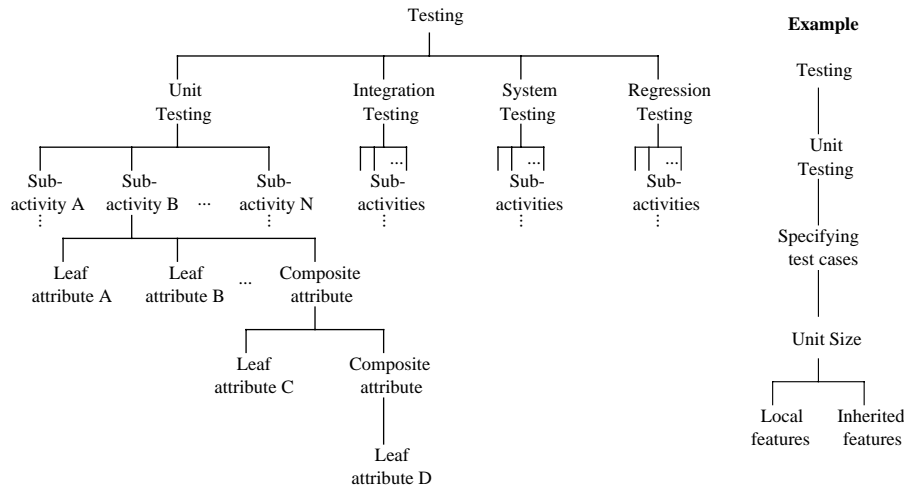 Testing
Example
Testing
Unit
Testing
Integration
Testing
System
Testing
Regression
Testing
Unit
Testing
Sub-
activity A
Sub-
activity B
...
Sub-
activity N
...
Sub-
activities
...
Sub-
activities
...
Sub-
activities
Specifying
test cases
Leaf
attribute A
Leaf
attribute B
...
Composite
attribute
Unit Size
Leaf
attribute C
Composite
attribute
Local
features
Inherited
features
Leaf
attribute D